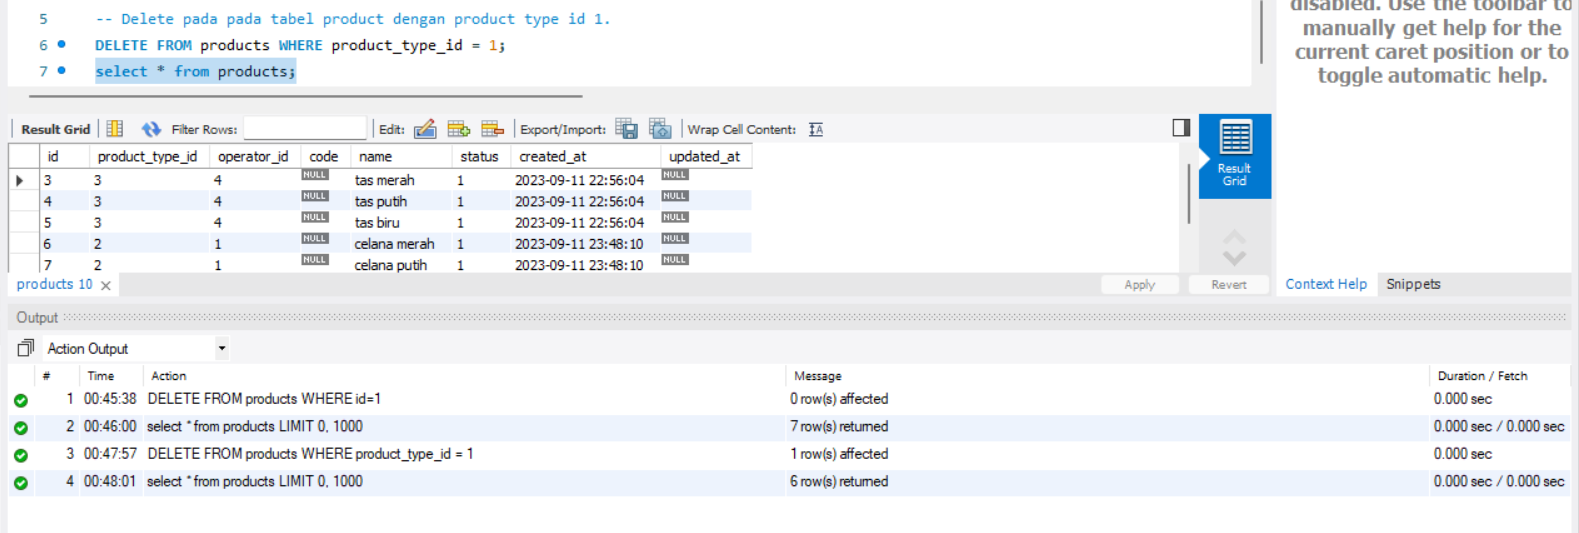 disabled. Use the toolbar to
manually get help for the
current caret position or to
toggle automatic help.
5 -- Delete pada pada tabel product dengan product type id 1.
6 DELETE FROM products WHERE product_type_id = 1;
7 select * from products;
Result Grid Filter Rows: Edit: Export/Import: Wrap Cell Content: IA
id product_type_id operator_id code name status created_at updated_at
3 3 4 NULL tas merah 1 2023-09-11 22:56:04 NULL
4 3 4 NULL tas putih 1 2023-09-11 22:56:04 NULL
5 3 4 NULL tas biru 1 2023-09-11 22:56:04 NULL
6 2 1 NULL celana merah 1 2023-09-11 23:48:10 NULL
7 2 1 NULL celana putih 1 2023-09-11 23:48:10 NULL
Result
Grid
products 10 Apply Revert Context Help Snippets
Output
Action Output
# Time Action Message Duration / Fetch
1 00:45:38 DELETE FROM products WHERE id=1 0 row(s) affected 0.000 sec
2 00:46:00 select * from products LIMIT 0, 1000 7 row(s) returned 0.000 sec / 0.000 sec
3 00:47:57 DELETE FROM products WHERE product_type_id = 1 1 row(s) affected 0.000 sec
4 00:48:01 select * from products LIMIT 0, 1000 6 row(s) returned 0.000 sec / 0.000 sec